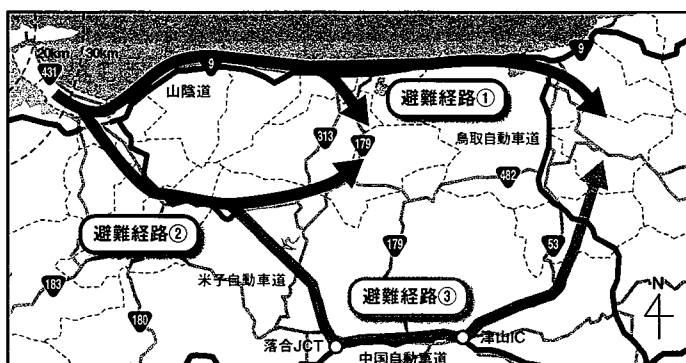 20km / 30km
431
9
9
山陰道
避難経路①
313
179
鳥取自動車道
482
避難経路②
179
53
183
米子自動車道
避難経路③
N
180
落合JCT
津山IC
中国自動車道